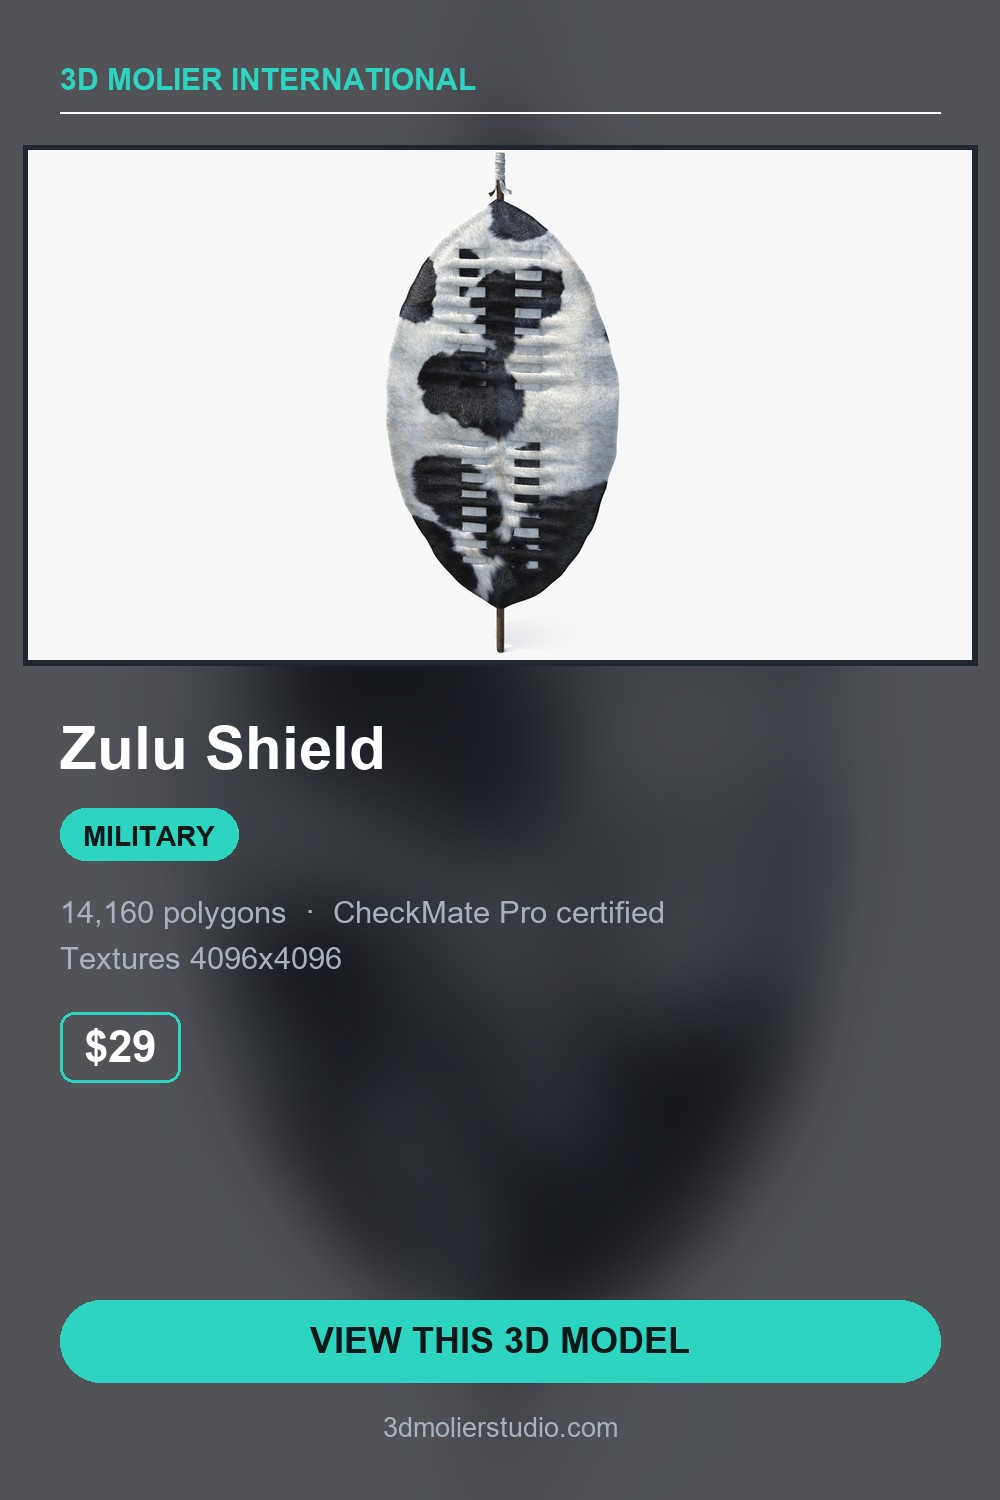 3D MOLIER INTERNATIONAL
Zulu Shield
MILITARY
14,160 polygons · CheckMate Pro certified
Textures 4096x4096
$29
VIEW THIS 3D MODEL
3dmolierstudio.com